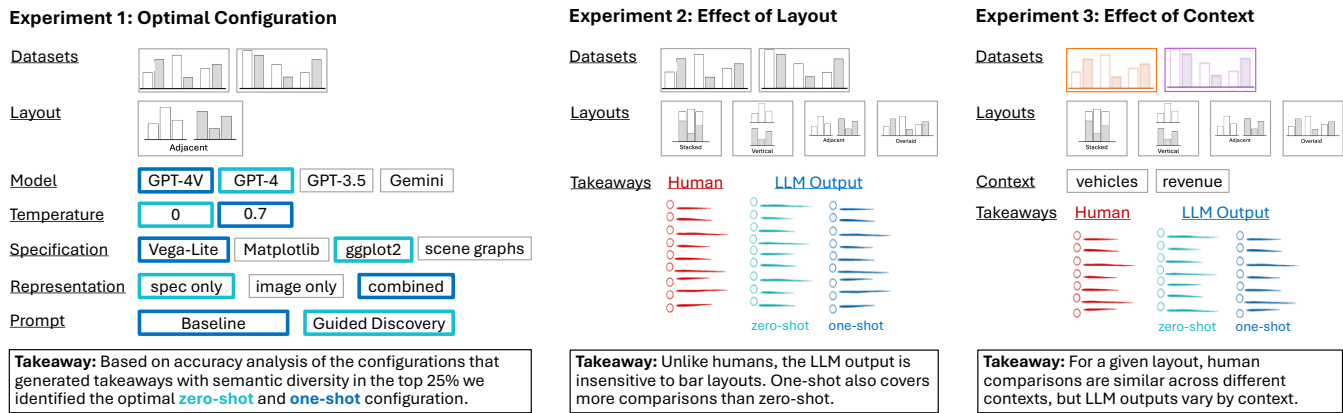 Experiment 1: Optimal Configuration
Datasets
Layout
Adjacent
Model
GPT-4V GPT-4 GPT-3.5 Gemini
Temperature
0 0.7
Specification
Vega-Lite Matplotlib ggplot2 scene graphs
Representation
spec only image only combined
Prompt
Baseline Guided Discovery
Takeaway: Based on accuracy analysis of the configurations that
generated takeaways with semantic diversity in the top 25% we
identified the optimal zero-shot and one-shot configuration.
Experiment 2: Effect of Layout
Datasets
Layouts
Stacked Vertical Adjacent Overlaid
Takeaways Human LLM Output
zero-shot one-shot
Takeaway: Unlike humans, the LLM output is
insensitive to bar layouts. One-shot also covers
more comparisons than zero-shot.
Experiment 3: Effect of Context
Datasets
Layouts
Stacked Vertical Adjacent Overlaid
Context vehicles revenue
Takeaways Human LLM Output
zero-shot one-shot
Takeaway: For a given layout, human
comparisons are similar across different
contexts, but LLM outputs vary by context.